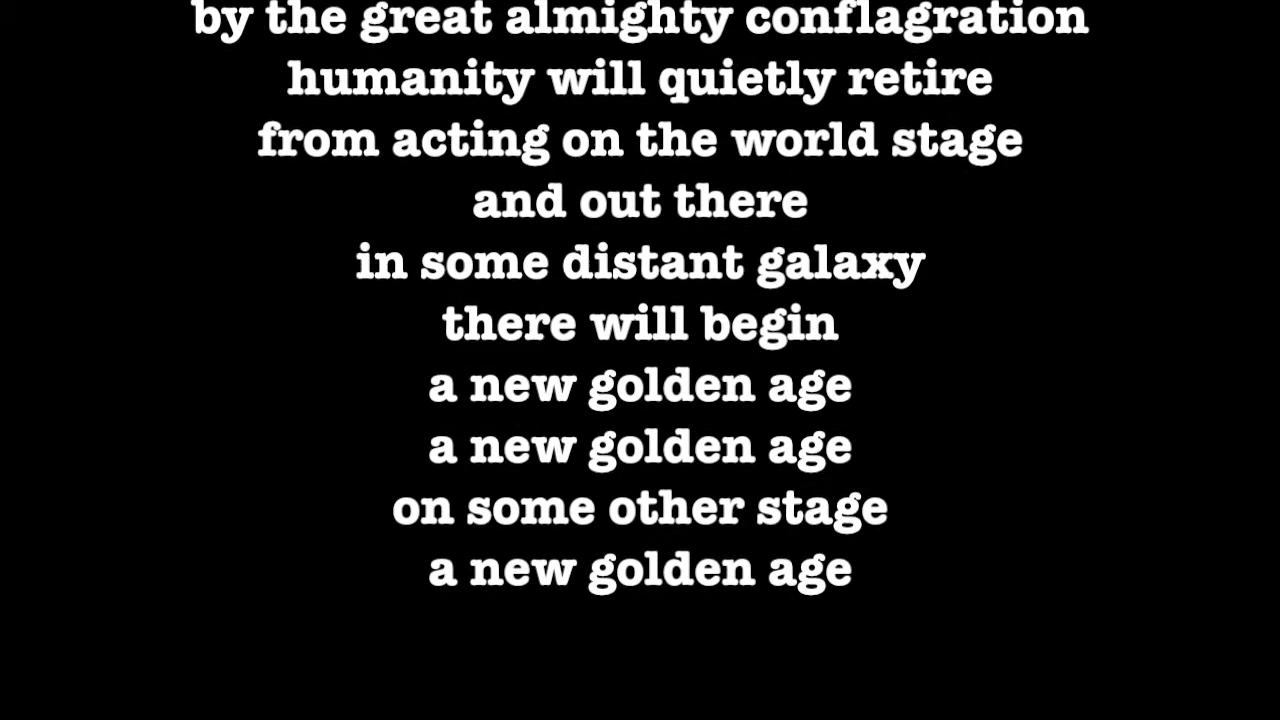 by the great almighty conflagration
humanity will quietly retire
from acting on the world stage
and out there
in some distant galaxy
there will begin
a new golden age
a new golden age
on some other stage
a new golden age